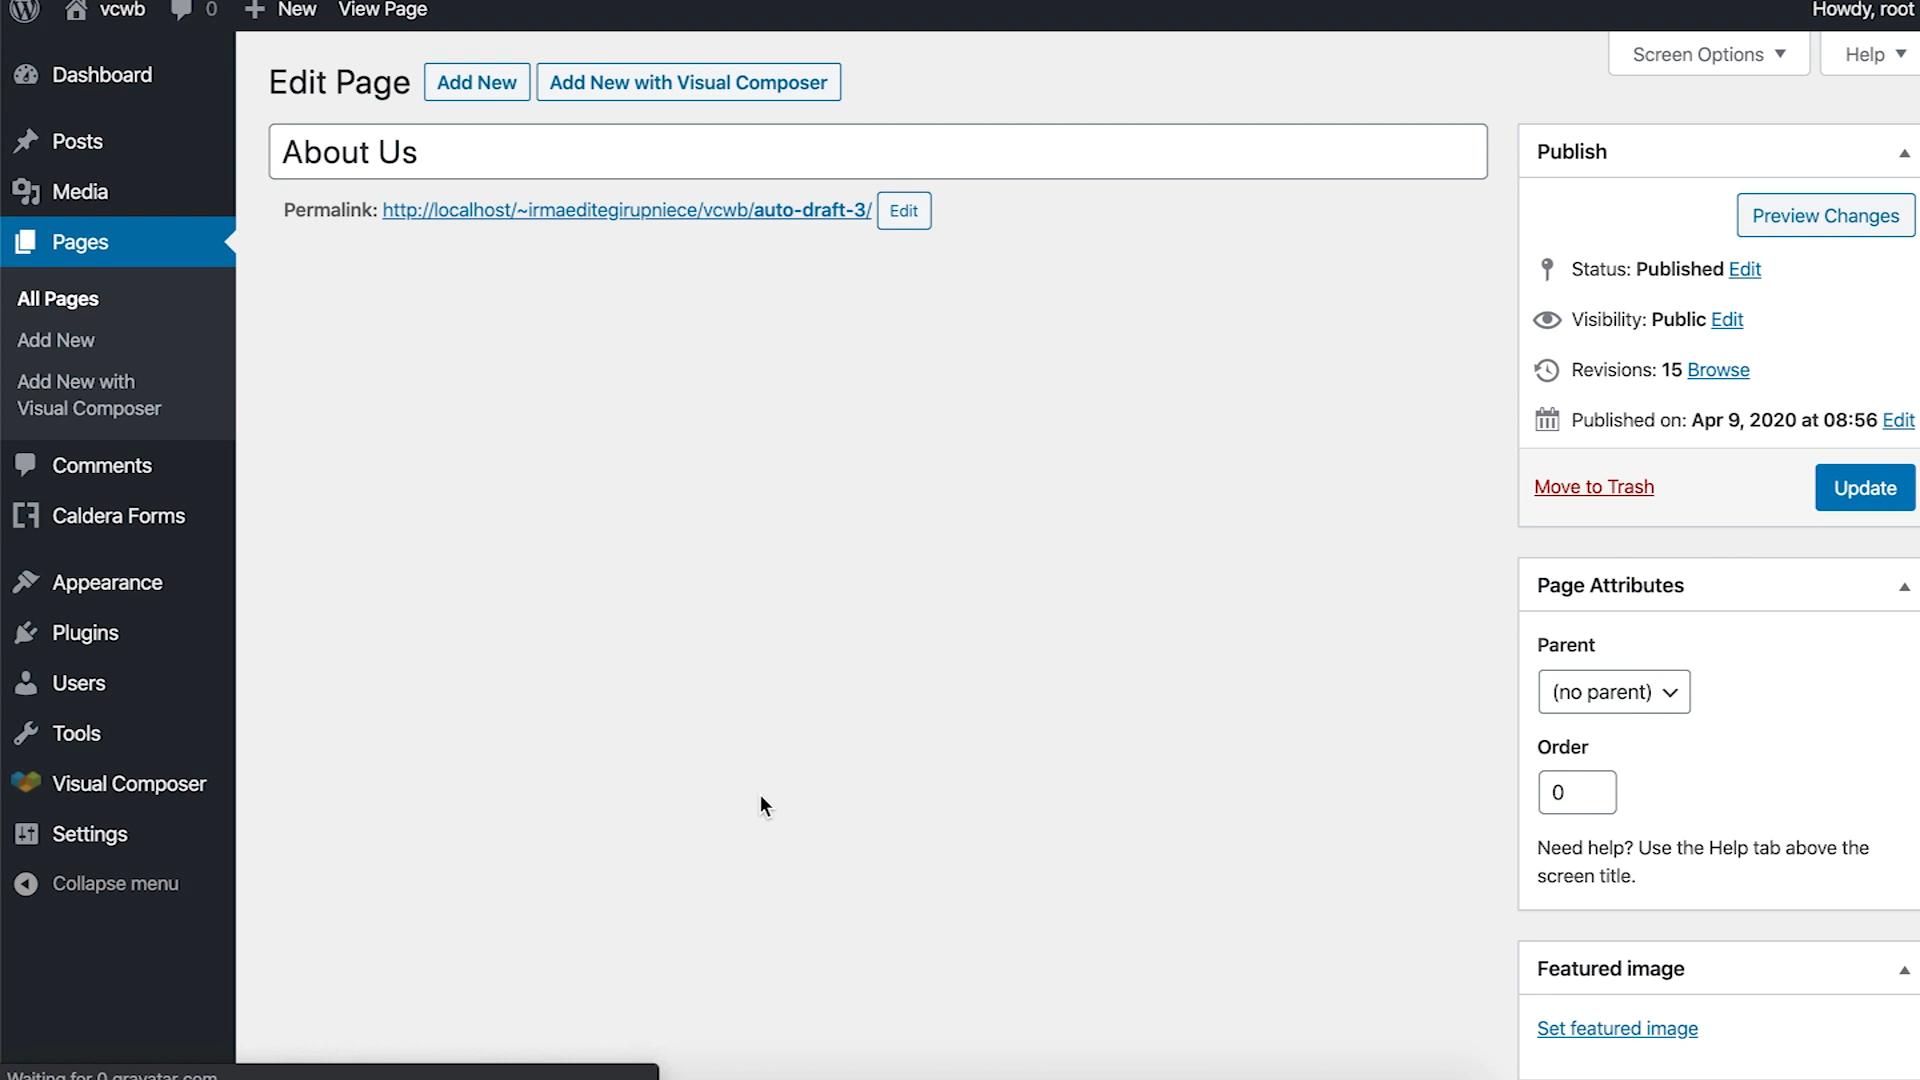 vcwb 0 New View Page Howdy, root
Dashboard
Posts
Media
Pages
All Pages
Add New
Add New with
Visual Composer
Comments
Caldera Forms
Appearance
Plugins
Users
Tools
Visual Composer
Settings
Collapse menu
Screen Options Help
Edit Page Add New Add New with Visual Composer
About Us
Permalink: http://localhost/~irmaeditegirupniece/vcwb/auto-draft-3/ Edit
Publish
Preview Changes
Status: Published Edit
Visibility: Public Edit
Revisions: 15 Browse
Published on: Apr 9, 2020 at 08:56 Edit
Move to Trash Update
Page Attributes
Parent
(no parent)
Order
0
Need help? Use the Help tab above the
screen title.
Featured image
Set featured image
Waiting for 0.gravatar.com